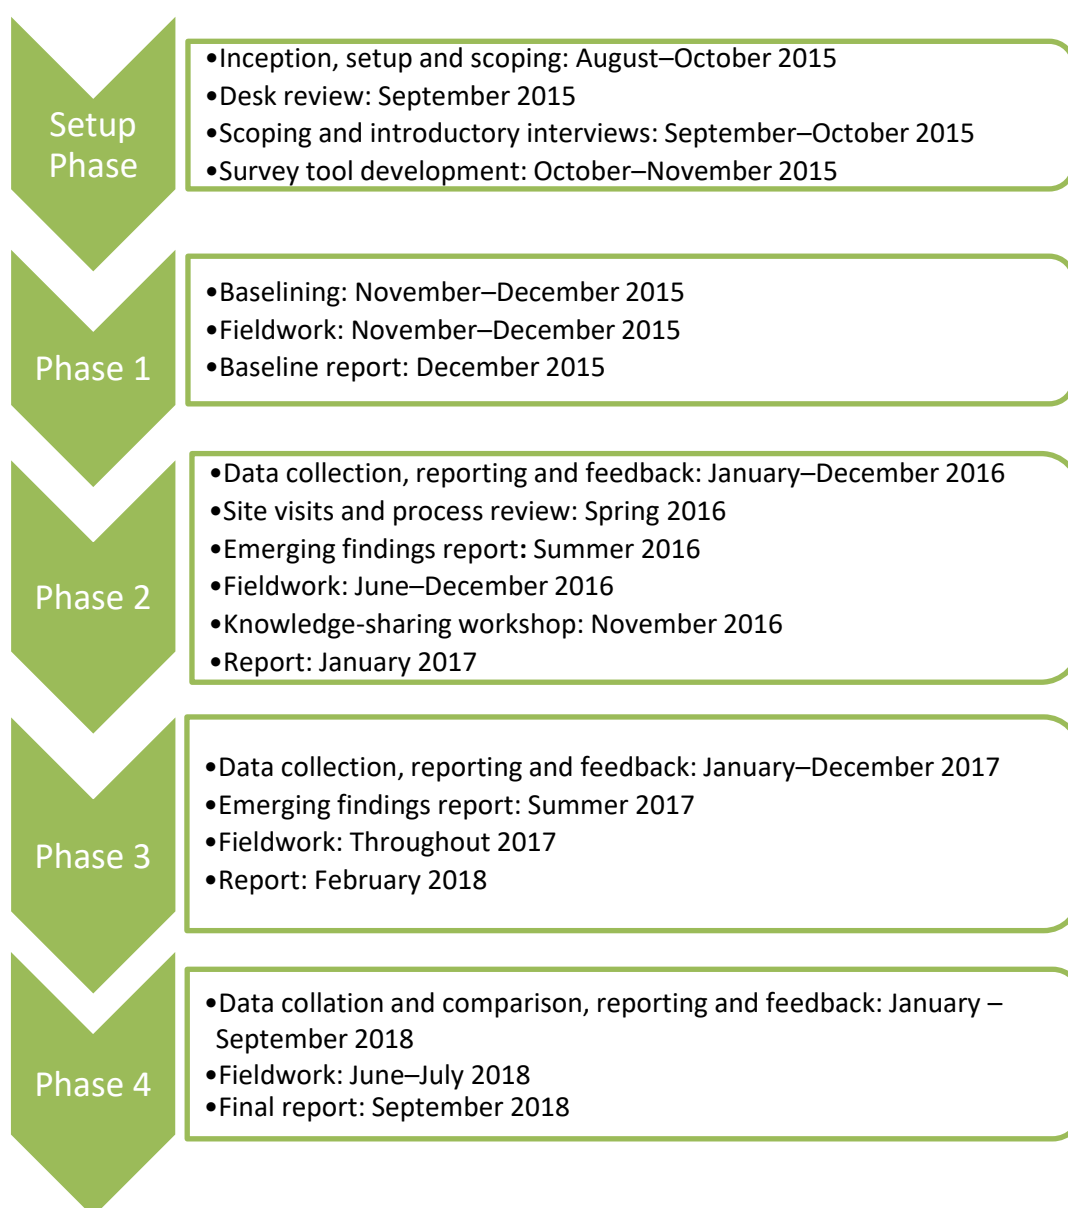 Setup
Phase
•Inception, setup and scoping: August–October 2015
•Desk review: September 2015
•Scoping and introductory interviews: September–October 2015
•Survey tool development: October–November 2015
Phase 1
•Baselining: November–December 2015
•Fieldwork: November–December 2015
•Baseline report: December 2015
Phase 2
•Data collection, reporting and feedback: January–December 2016
•Site visits and process review: Spring 2016
•Emerging findings report: Summer 2016
•Fieldwork: June–December 2016
•Knowledge-sharing workshop: November 2016
•Report: January 2017
Phase 3
•Data collection, reporting and feedback: January–December 2017
•Emerging findings report: Summer 2017
•Fieldwork: Throughout 2017
•Report: February 2018
Phase 4
•Data collation and comparison, reporting and feedback: January –
September 2018
•Fieldwork: June–July 2018
•Final report: September 2018